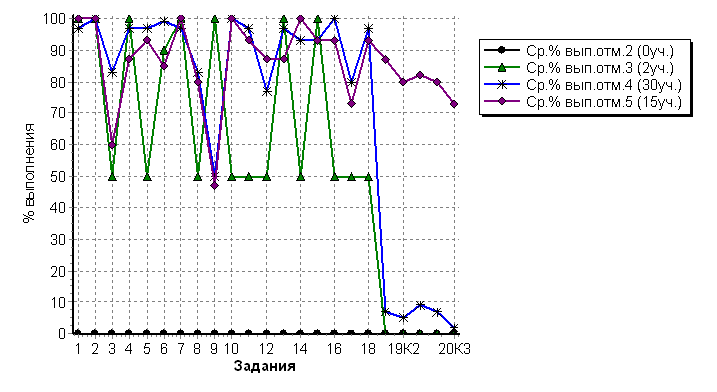 100
90
80
70
60
50
40
30
20
10
0
% выполнения
1 2 3 4 5 6 7 8 9 10 12 14 16 18 19К2 20К3
Задания
Ср.% вып.отм.2 (0уч.)
Ср.% вып.отм.3 (2уч.)
Ср.% вып.отм.4 (30уч.)
Ср.% вып.отм.5 (15уч.)